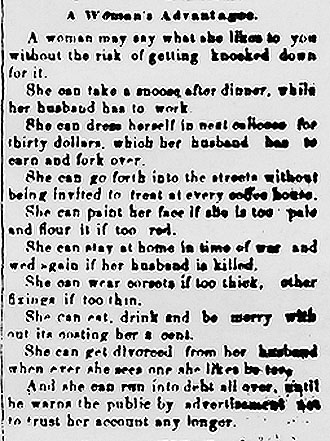 A Woman's Advantages.
A woman may say what she likes to you
without the risk of getting knocked down
for it.
She can take a snooze after dinner, while
her husband has to work.
She can dress herself in neat calicoes for
thirty dollars, which her husband has to
earn and fork over.
She can go forth into the streets without
being invited to treat at every coffee house.
She can paint her face if she is too pale
and flour it if too red.
She can stay at home in time of war and
wed again if her husband is killed.
She can wear corsets if too thick, other
fixings if too thin.
She can eat, drink and be merry with
out its costing her a cent.
She can get divorced from her husband
when ever she sees one she likes better,
And she can run into debt all over, until
he warns the public by advertisement not
to trust her account any longer.